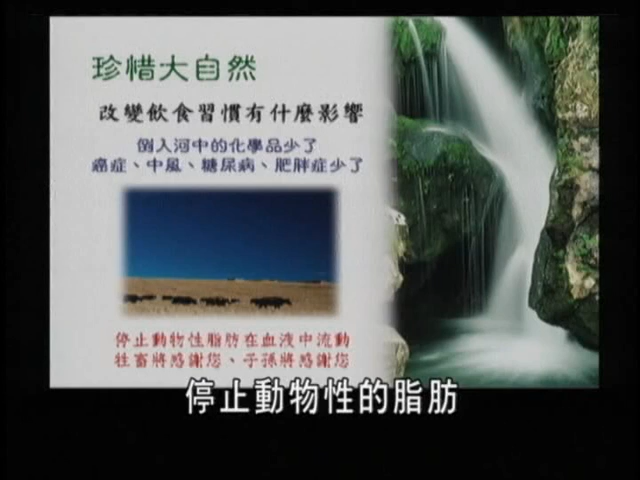 珍惜大自然
改變飲食習慣有什麼影響
倒入河中的化學品少了
癌症、中風、糖尿病、肥胖症少了
停止動物性脂肪在血液中流動
牲畜將感謝您、子孫將感謝您
停止動物性的脂肪